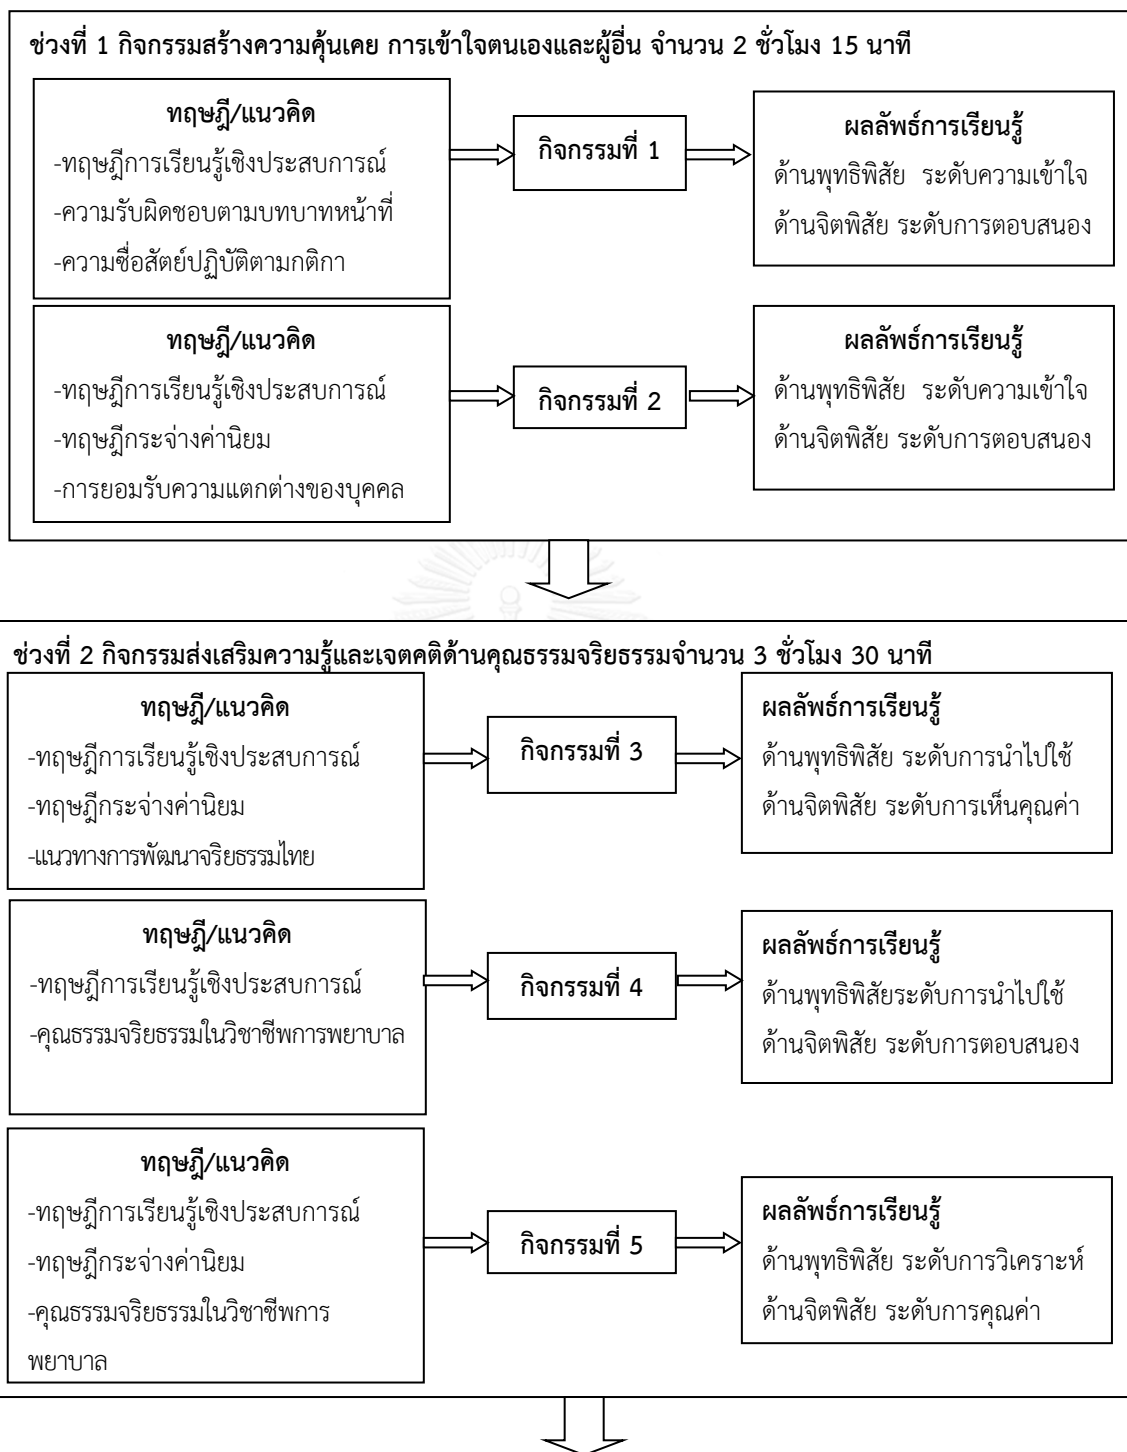 ช่วงที่ 1 กิจกรรมสร้างความคุ้นเคย การเข้าใจตนเองและผู้อื่น จำนวน 2 ชั่วโมง 15 นาที
ทฤษฎี/แนวคิด
-ทฤษฎีการเรียนรู้เชิงประสบการณ์
-ความรับผิดชอบตามบทบาทหน้าที่
-ความซื่อสัตย์ปฏิบัติตามกติกา
กิจกรรมที่ 1
ผลลัพธ์การเรียนรู้
ด้านพุทธิพิสัย  ระดับความเข้าใจ
ด้านจิตพิสัย ระดับการตอบสนอง
ทฤษฎี/แนวคิด
-ทฤษฎีการเรียนรู้เชิงประสบการณ์
-ทฤษฎีกระจ่างค่านิยม
-การยอมรับความแตกต่างของบุคคล
กิจกรรมที่ 2
ผลลัพธ์การเรียนรู้
ด้านพุทธิพิสัย  ระดับความเข้าใจ
ด้านจิตพิสัย ระดับการตอบสนอง
ช่วงที่ 2 กิจกรรมส่งเสริมความรู้และเจตคติด้านคุณธรรมจริยธรรมจำนวน 3 ชั่วโมง 30 นาที
ทฤษฎี/แนวคิด
-ทฤษฎีการเรียนรู้เชิงประสบการณ์
-ทฤษฎีกระจ่างค่านิยม
-แนวทางการพัฒนาจริยธรรมไทย
กิจกรรมที่ 3
ผลลัพธ์การเรียนรู้
ด้านพุทธิพิสัย ระดับการนำไปใช้
ด้านจิตพิสัย ระดับการเห็นคุณค่า
ทฤษฎี/แนวคิด
-ทฤษฎีการเรียนรู้เชิงประสบการณ์
-คุณธรรมจริยธรรมในวิชาชีพการพยาบาล
กิจกรรมที่ 4
ผลลัพธ์การเรียนรู้
ด้านพุทธิพิสัยระดับการนำไปใช้
ด้านจิตพิสัย ระดับการตอบสนอง
ทฤษฎี/แนวคิด
-ทฤษฎีการเรียนรู้เชิงประสบการณ์
-ทฤษฎีกระจ่างค่านิยม
-คุณธรรมจริยธรรมในวิชาชีพการ
พยาบาล
กิจกรรมที่ 5
ผลลัพธ์การเรียนรู้
ด้านพุทธิพิสัย ระดับการวิเคราะห์
ด้านจิตพิสัย ระดับการคุณค่า